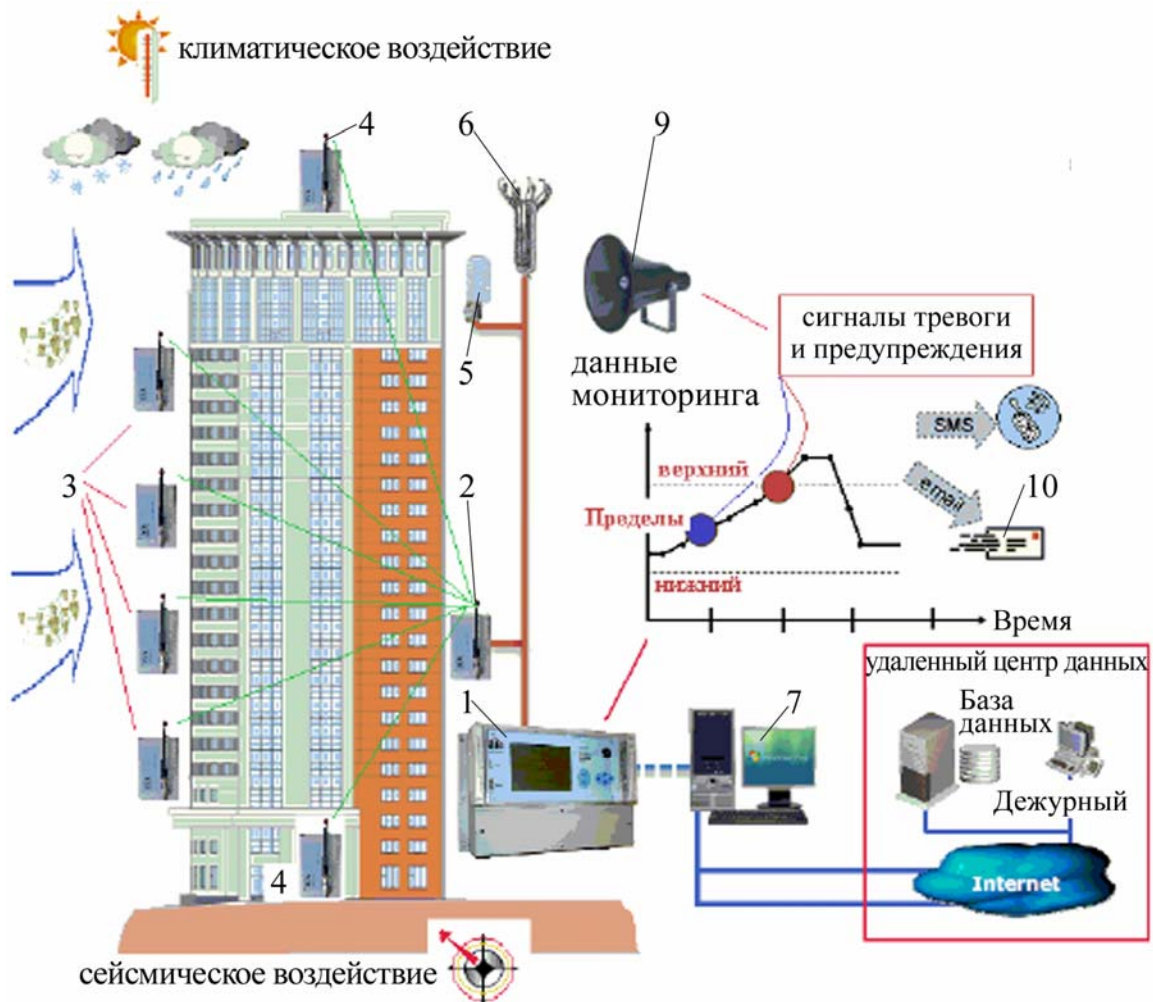 климатическое воздействие
4
6
9
сигналы тревоги
и предупреждения
5
данные
мониторинга
SMS
верхний
3
2
email
10
Пределы
нижний
Время
удаленный центр данных
1
7
База
данных
Дежурный
4
Internet
сейсмическое воздействие